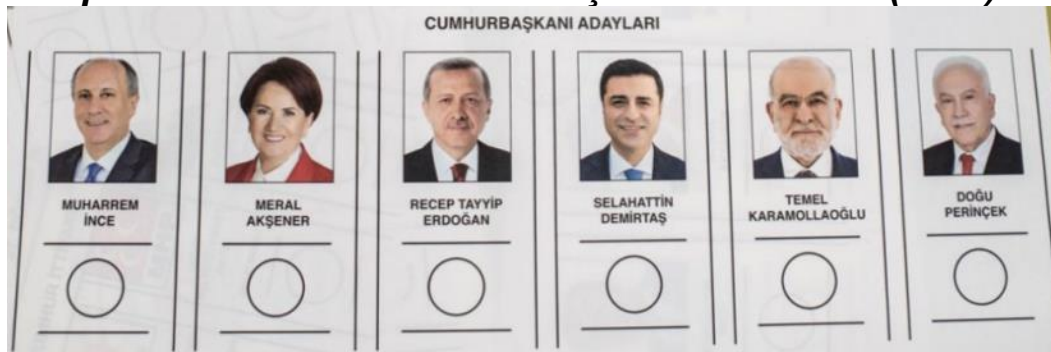 CUMHURBAŞKANI ADAYLARI
MUHARREM
İNCE
MERAL
AKŞENER
RECEP TAYYİP
ERDOĞAN
SELAHATTİN
DEMİRTAŞ
TEMEL
KARAMOLLAOĞLU
DOĞU
PERİNÇEK